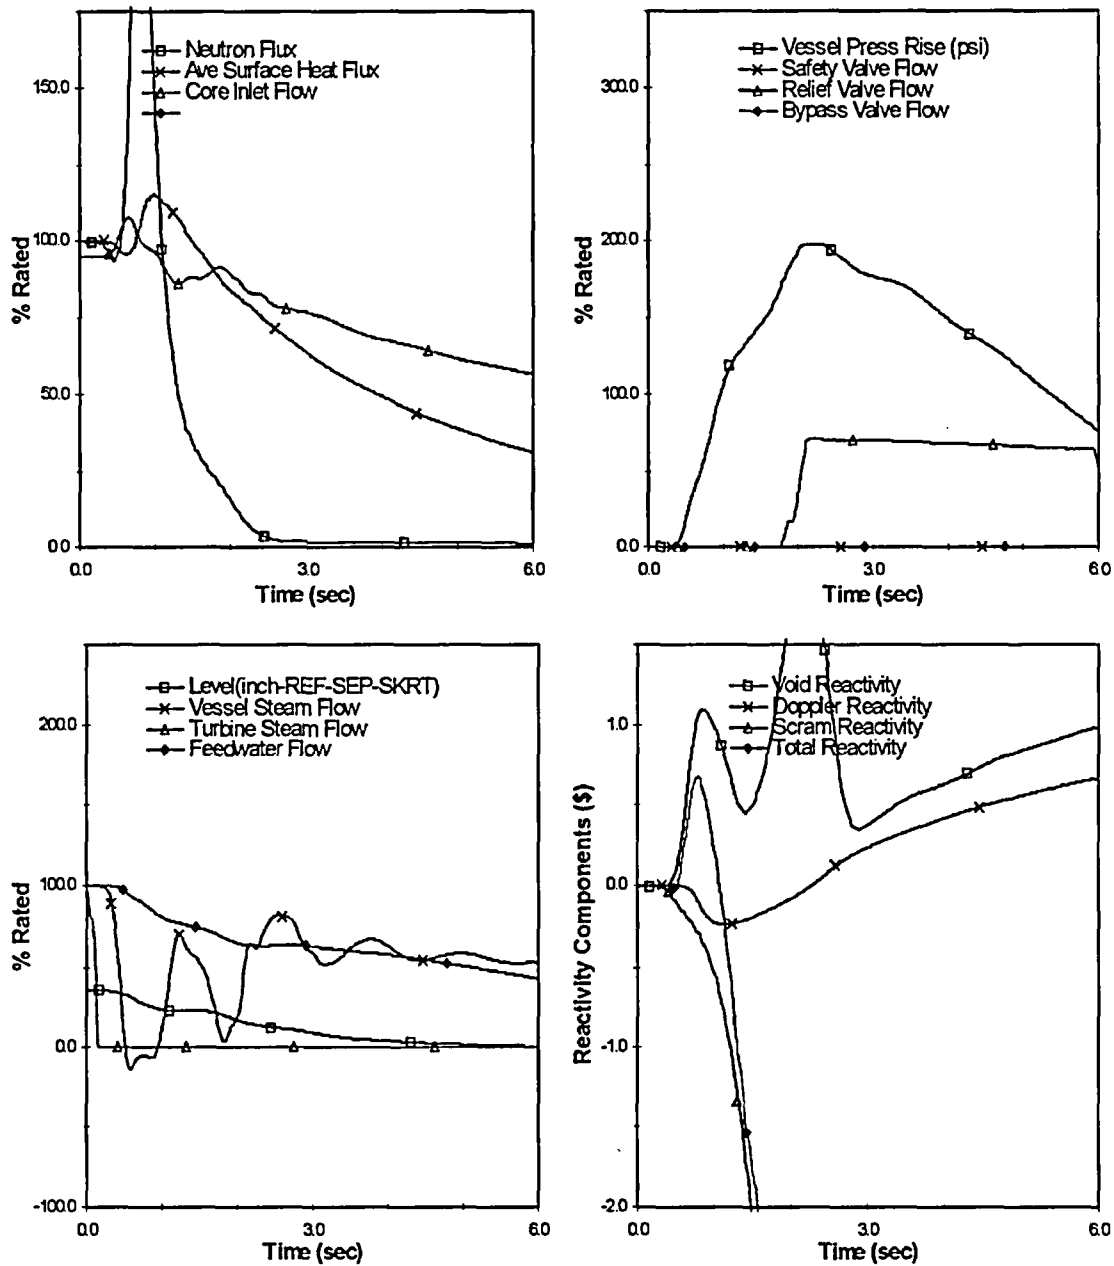 Neutron Flux
Ave Surface Heat Flux
Core Inlet Flow
150.0
100.0
50.0
0.0
% Rated
0.0
3.0
6.0
Time (sec)
Vessel Press Rise (psi)
Safety Valve Flow
Relief Valve Flow
Bypass Valve Flow
300.0
200.0
100.0
0.0
% Rated
0.0
3.0
6.0
Time (sec)
Level(inch-REF-SEP-SKRT)
Vessel Steam Flow
Turbine Steam Flow
Feedwater Flow
200.0
100.0
0.0
-100.0
% Rated
0.0
3.0
6.0
Time (sec)
Void Reactivity
Doppler Reactivity
Scram Reactivity
Total Reactivity
1.0
0.0
-1.0
-2.0
Reactivity Components ($)
0.0
3.0
6.0
Time (sec)